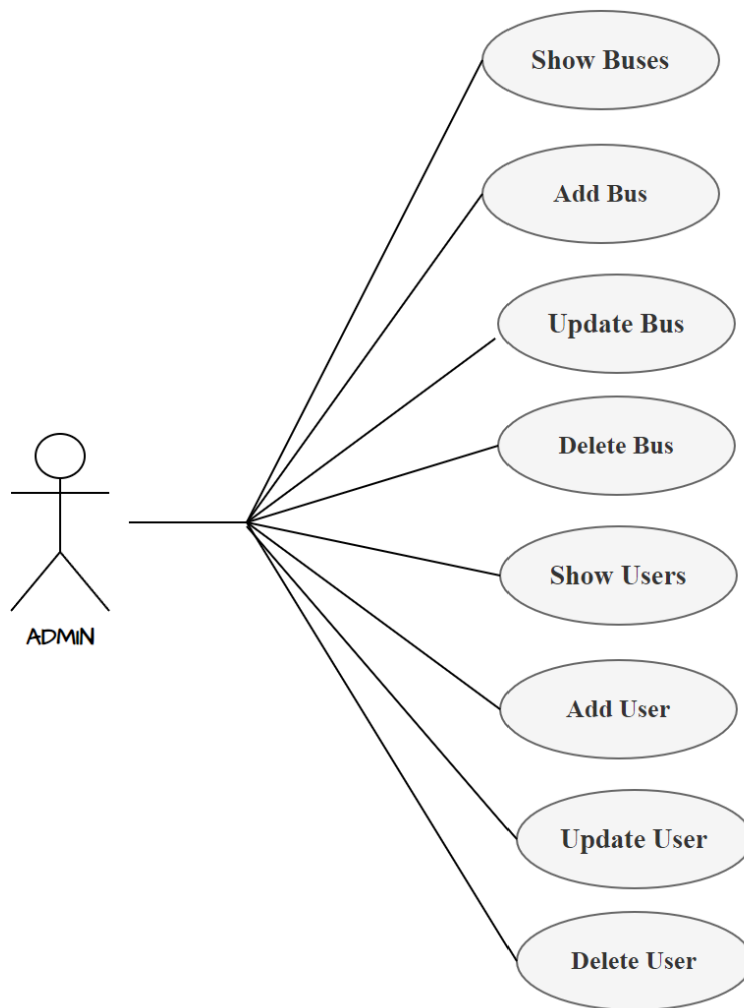 Show Buses
Add Bus
Update Bus
Delete Bus
Show Users
ADMIN
Add User
Update User
Delete User